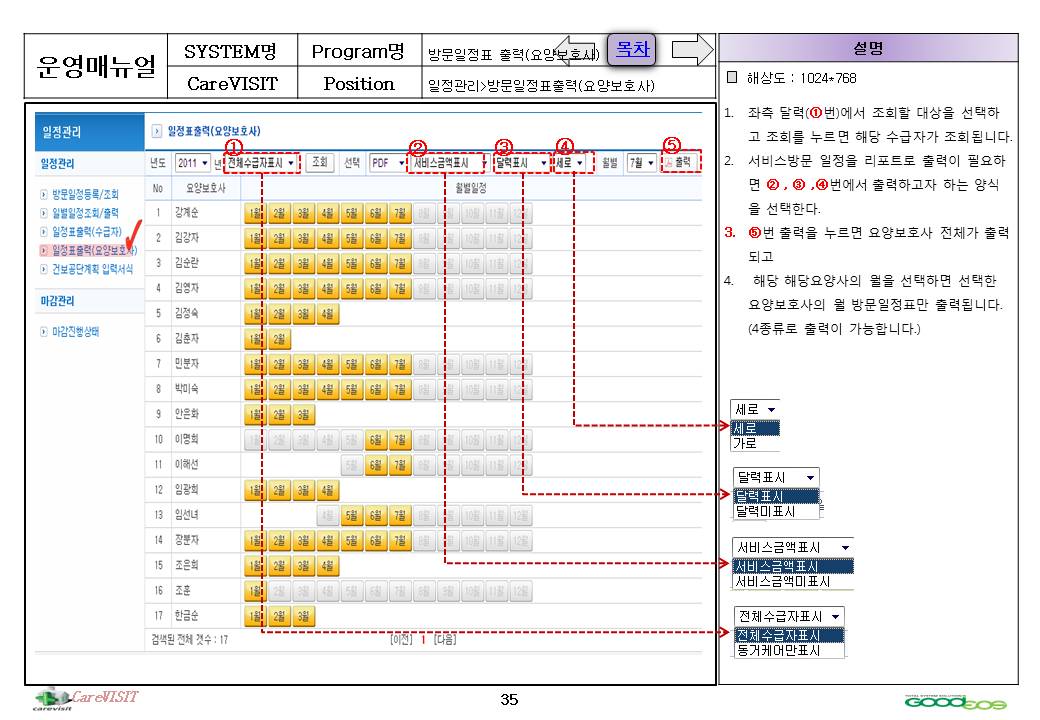 운영매뉴얼
SYSTEM명
Program명
방문일정표 출력(요양보호사)
목차
CareVISIT
Position
일정관리>방문일정표출력(요양보호사)
설명
해상도 : 1024*768
1. 좌측 달력(①번)에서 조회할 대상을 선택하
고 조회를 누르면 해당 수급자가 조회됩니다.
2. 서비스방문 일정을 리포트로 출력이 필요하
면 ② , ③ ,④번에서 출력하고자 하는 양식
을 선택한다.
3. ⑤번 출력을 누르면 요양보호사 전체가 출력
되고
4. 해당 해당요양사의 월을 선택하면 선택한
요양보호사의 월 방문일정표만 출력됩니다.
(4종류로 출력이 가능합니다.)
세로
세로
가로
달력표시
달력표시
달력미표시
서비스금액표시
서비스금액표시
서비스금액미표시
전체수급자표시
전체수급자표시
동거케어만표시
일정관리
일정관리
방문일정등록/조회
일별일정조회/출력
일정표출력(수급자)
일정표출력(요양보호사)
건보공단계획 입력서식
마감관리
마감진행상태
일정표출력(요양보호사)
① ② ③ ④ ⑤
년도 2011 년 전체수급자표시 조회 선택 PDF 서비스금액표시 달력표시 세로 월별 7월 출력
No 요양보호사 월별일정
1 강계순 1월 2월 3월 4월 5월 6월 7월 8월 9월 10월 11월 12월
2 김강자 1월 2월 3월 4월 5월 6월 7월 8월 9월 10월 11월 12월
3 김순란 1월 2월 3월 4월 5월 6월 7월 8월 9월 10월 11월 12월
4 김영자 1월 2월 3월 4월 5월 6월 7월 8월 9월 10월 11월 12월
5 김정숙 1월 2월 3월 4월
6 김춘자 1월 2월
7 민분자 1월 2월 3월 4월 5월 6월 7월 8월 9월 10월 11월 12월
8 박미숙 1월 2월 3월 4월 5월 6월 7월 8월 9월 10월 11월 12월
9 안은화 1월 2월 3월
10 이명희 1월 2월 3월 4월 5월 6월 7월 8월 9월 10월 11월 12월
11 이해선 5월 6월 7월 8월 9월 10월 11월 12월
12 임광희 1월 2월 3월 4월
13 임선녀 4월 5월 6월 7월 8월 9월 10월 11월 12월
14 장분자 1월 2월 3월 4월 5월 6월 7월 8월 9월 10월 11월 12월
15 조은희 1월 2월 3월 4월
16 조훈 1월 2월 3월 4월 5월 6월 7월 8월 9월 10월 11월 12월
17 한금순 1월 2월 3월
검색된 전체 갯수 : 17 [이전] 1 [다음]
CareVISIT
carevisit
35
TOTAL SYSTEM SOLUTIONS
GOODEOS